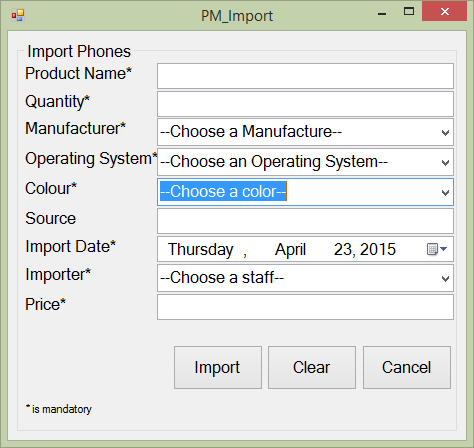 PM_Import
Import Phones
Product Name*
Quantity*
Manufacturer* --Choose a Manufacture--
Operating System* --Choose an Operating System--
Colour* --Choose a color--
Source
Import Date* Thursday , April 23, 2015
Importer* --Choose a staff--
Price*
Import Clear Cancel
* is mandatory